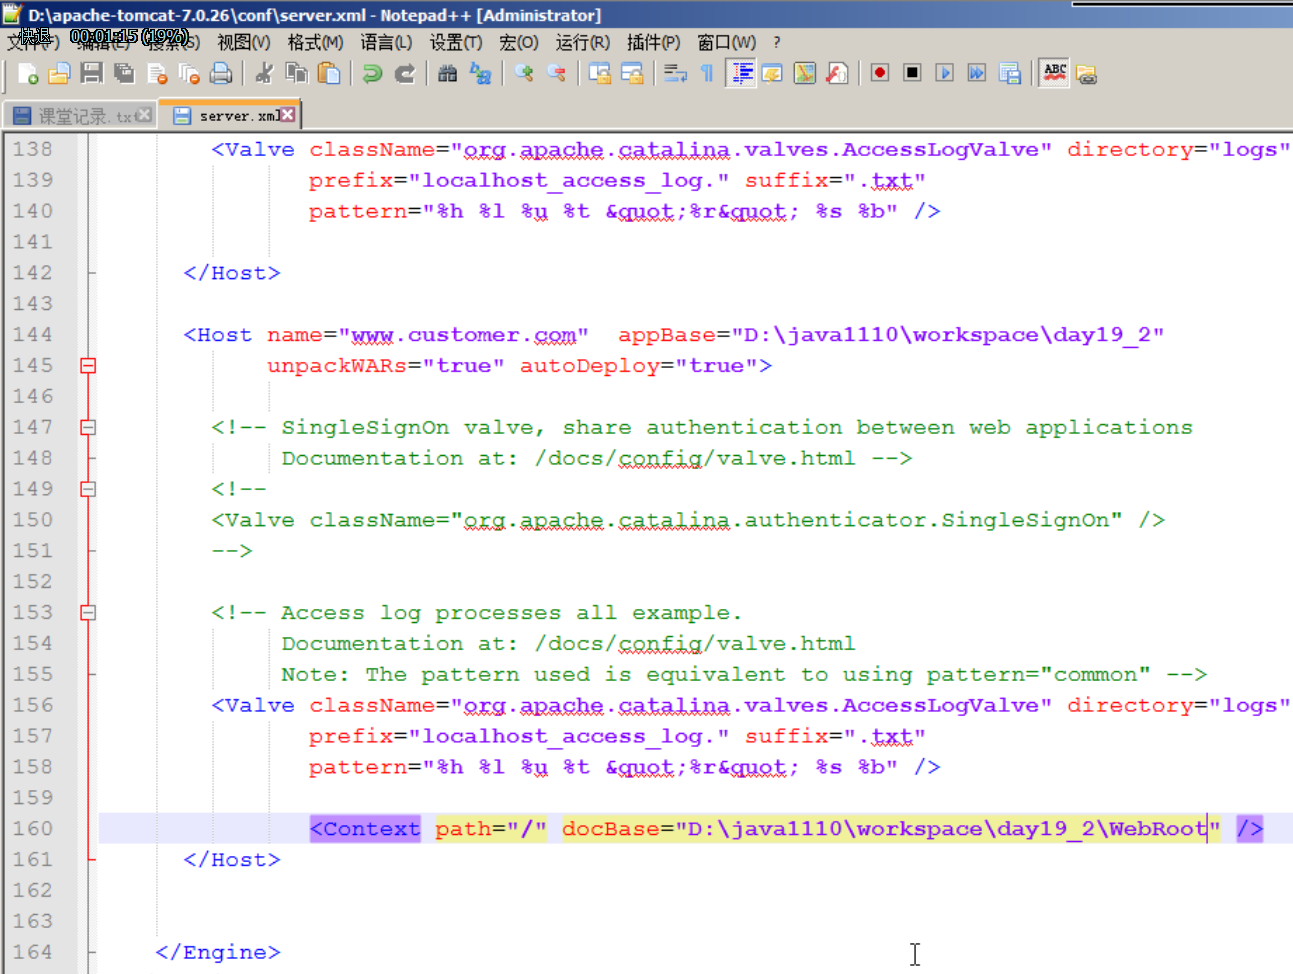 D:\apache-tomcat-7.0.26\conf\server.xml - Notepad++ [Administrator]
快退 00:01:15 (19%)
文件(F) 编辑(E) 搜索(S) 视图(V) 格式(M) 语言(L) 设置(T) 宏(O) 运行(R) 插件(P) 窗口(W) ?
ABC
课堂记录.txt server.xml
138 <Valve className="org.apache.catalina.valves.AccessLogValve" directory="logs"
139 prefix="localhost_access_log." suffix=".txt"
140 pattern="%h %l %u %t &quot;%r&quot; %s %b" />
141
142 </Host>
143
144 <Host name="www.customer.com" appBase="D:\java1110\workspace\day19_2"
145 unpackWARs="true" autoDeploy="true">
146
147 <!-- SingleSignOn valve, share authentication between web applications
148 Documentation at: /docs/config/valve.html -->
149 <!--
150 <Valve className="org.apache.catalina.authenticator.SingleSignOn" />
151 -->
152
153 <!-- Access log processes all example.
154 Documentation at: /docs/config/valve.html
155 Note: The pattern used is equivalent to using pattern="common" -->
156 <Valve className="org.apache.catalina.valves.AccessLogValve" directory="logs"
157 prefix="localhost_access_log." suffix=".txt"
158 pattern="%h %l %u %t &quot;%r&quot; %s %b" />
159
160 <Context path="/" docBase="D:\java1110\workspace\day19_2\WebRoot" />
161 </Host>
162
163
164 </Engine>